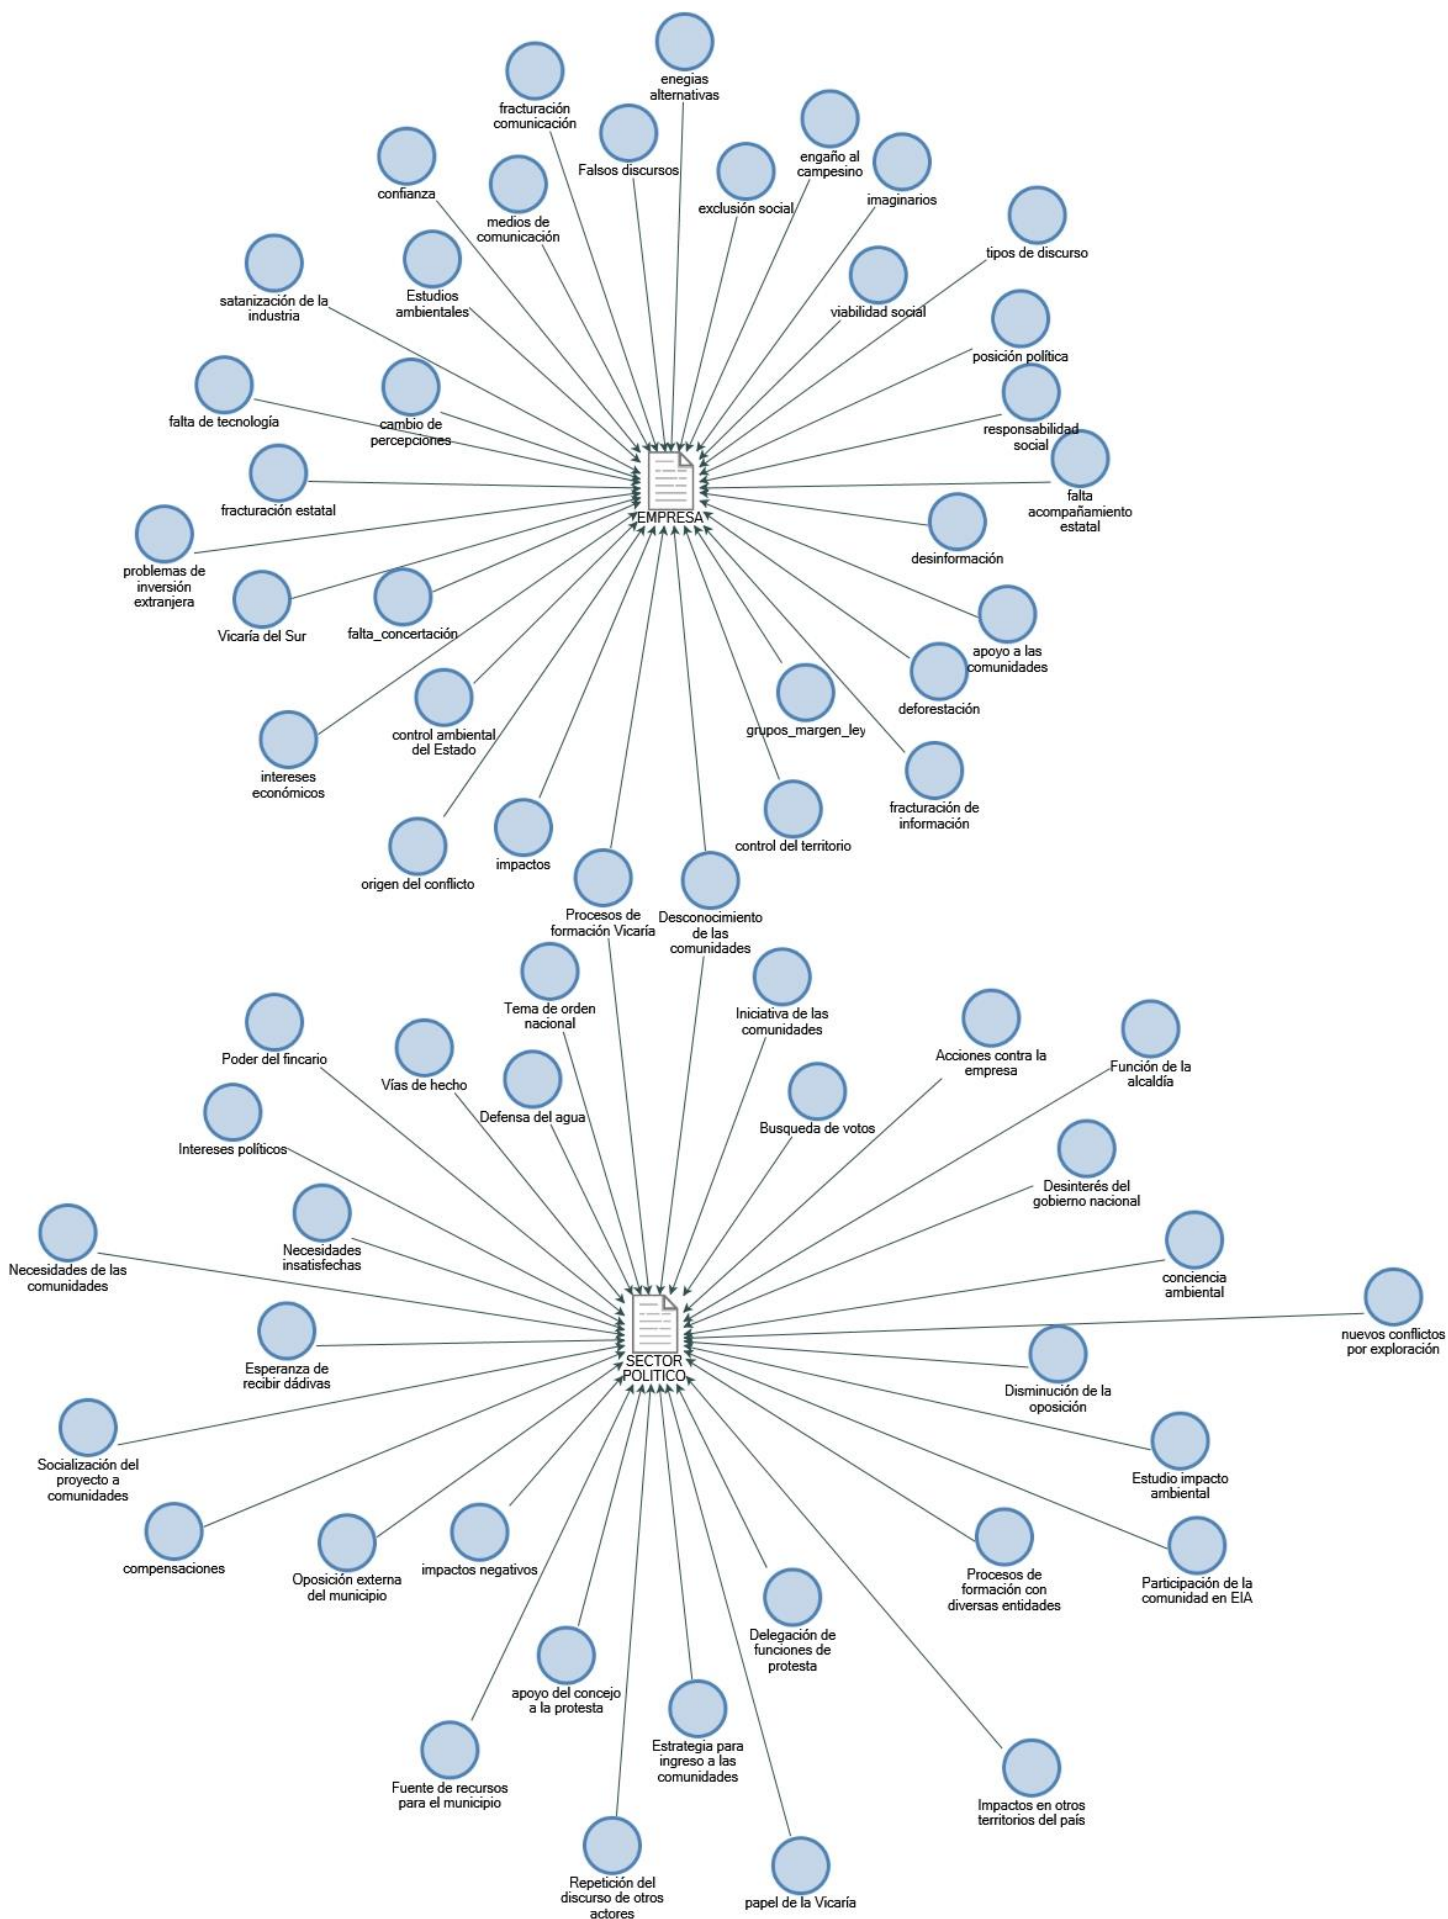 enegias
alternativas
fracturación
comunicación
Falsos discursos
engaño al
campesino
confianza
medios de
comunicación
exclusión social
imaginarios
tipos de discurso
satanización de la
industria
Estudios
ambientales
viabilidad social
posición política
falta de tecnología
cambio de
percepciones
responsabilidad
social
fracturación estatal
EMPRESA
falta
acompañamiento
estatal
problemas de
inversión
extranjera
desinformación
Vicaría del Sur
falta_concertación
apoyo a las
comunidades
control ambiental
del Estado
grupos_margen_ley
deforestación
intereses
económicos
fracturación de
información
origen del conflicto
impactos
control del territorio
Procesos de
formación Vicaría
Desconocimiento
de las
comunidades
Tema de orden
nacional
Iniciativa de las
comunidades
Poder del fincario
Vías de hecho
Acciones contra la
empresa
Función de la
alcaldía
Defensa del agua
Busqueda de votos
Intereses políticos
Desinterés del
gobierno nacional
Necesidades de las
comunidades
Necesidades
insatisfechas
conciencia
ambiental
nuevos conflictos
por exploración
Esperanza de
recibir dádivas
SECTOR
POLITICO
Disminución de la
oposición
Socialización del
proyecto a
comunidades
Estudio impacto
ambiental
compensaciones
Oposición externa
del municipio
impactos negativos
Procesos de
formación con
diversas entidades
Participación de la
comunidad en EIA
Delegación de
funciones de
protesta
apoyo del concejo
a la protesta
Estrategia para
ingreso a las
comunidades
Fuente de recursos
para el municipio
Impactos en otros
territorios del país
Repetición del
discurso de otros
actores
papel de la Vicaría